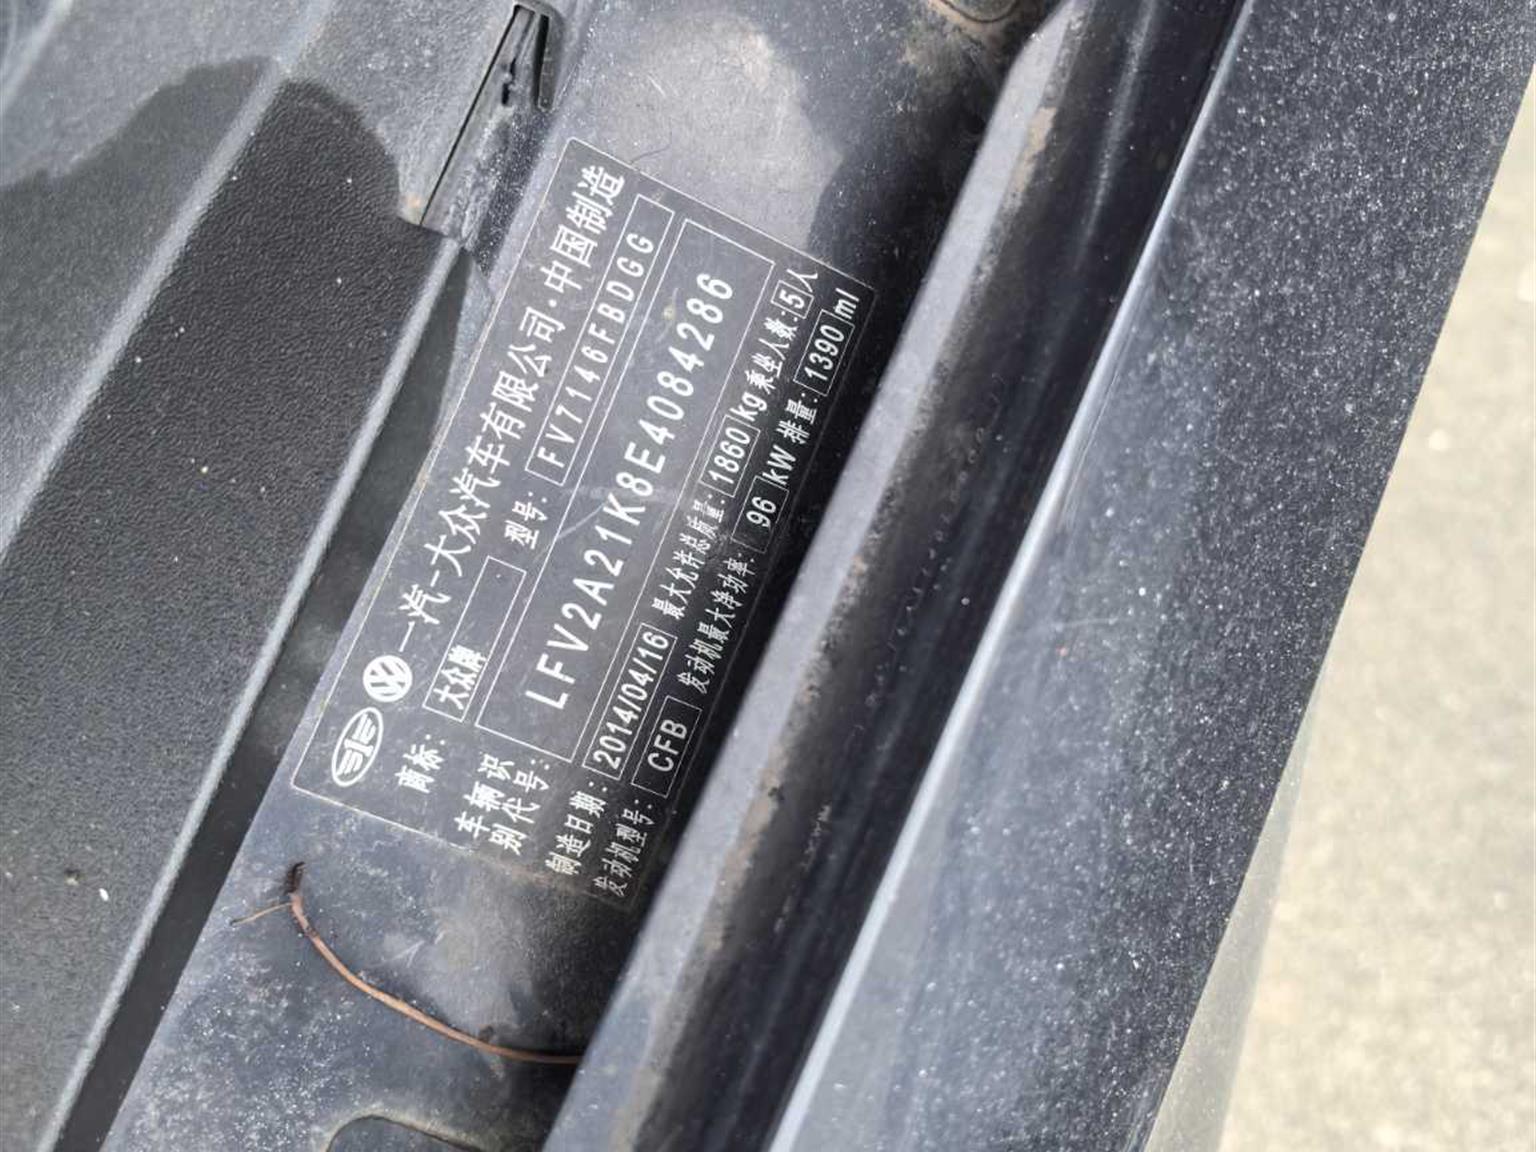 一汽-大众汽车有限公司·中国制造
商标: 大众牌 型号: FV7146FBDGG
车辆识别代号: LFV2A21K8E4084286
制造日期: 2014/04/16 最大允许总质量: 1860 kg 乘坐人数: 5 人
发动机型号: CFB 发动机最大净功率: 96 kW 排量: 1390 ml